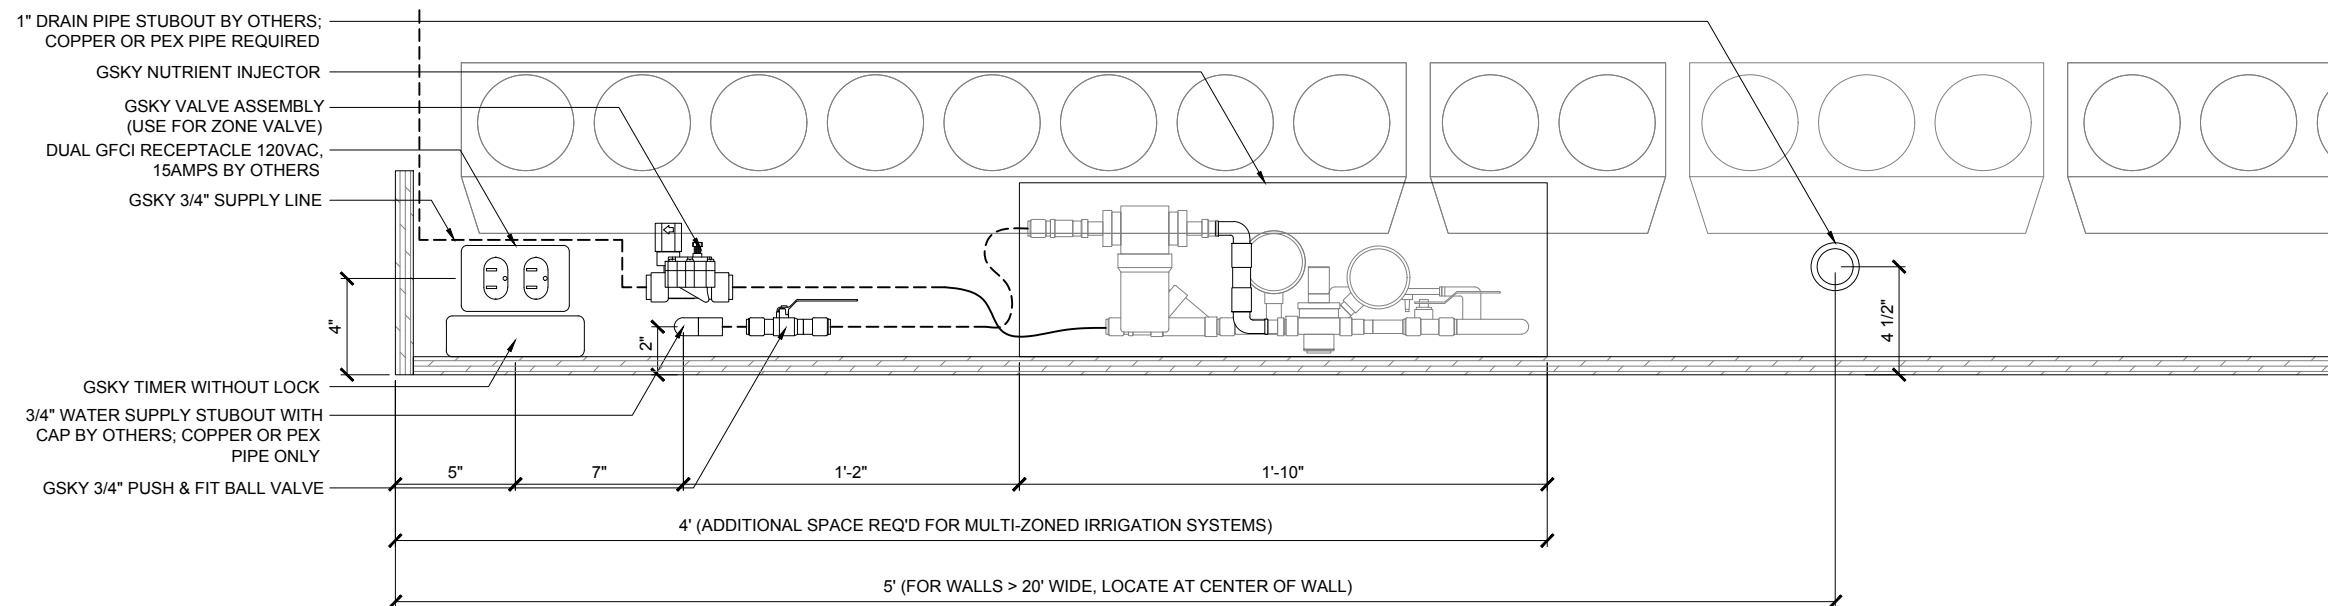 1" DRAIN PIPE STUBOUT BY OTHERS;
COPPER OR PEX PIPE REQUIRED
GSKY NUTRIENT INJECTOR
GSKY VALVE ASSEMBLY
(USE FOR ZONE VALVE)
DUAL GFCI RECEPTACLE 120VAC,
15AMPS BY OTHERS
GSKY 3/4" SUPPLY LINE
4"
2"
4 1/2"
GSKY TIMER WITHOUT LOCK
3/4" WATER SUPPLY STUBOUT WITH
CAP BY OTHERS; COPPER OR PEX
PIPE ONLY
GSKY 3/4" PUSH & FIT BALL VALVE
5"
7"
1'-2"
1'-10"
4' (ADDITIONAL SPACE REQ'D FOR MULTI-ZONED IRRIGATION SYSTEMS)
5' (FOR WALLS > 20' WIDE, LOCATE AT CENTER OF WALL)